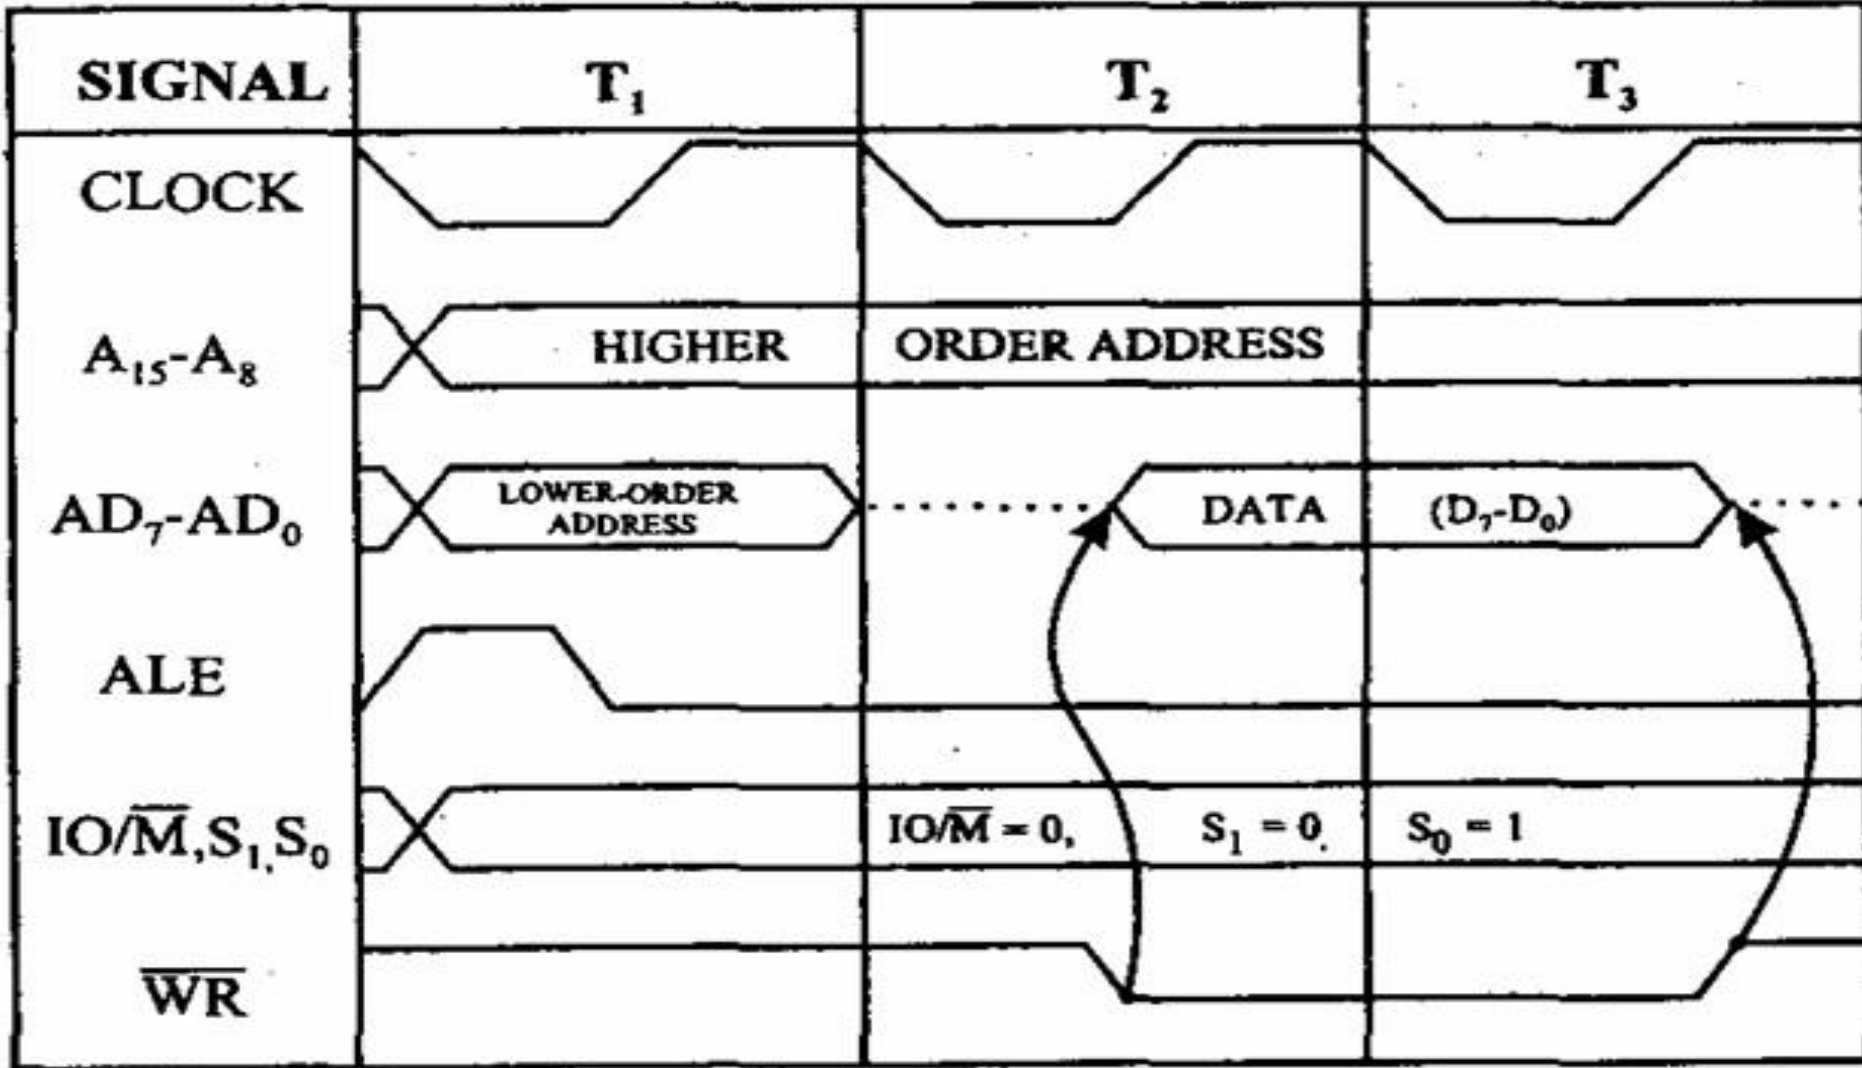 SIGNAL T₁ T₂ T₃
CLOCK
A₁₅-A₈ HIGHER ORDER ADDRESS
AD₇-AD₀ LOWER-ORDER DATA (D₇-D₀)
ADDRESS
ALE
IO/M̅,S₁,S₀ IO/M̅ = 0, S₁ = 0, S₀ = 1
W̅R̅